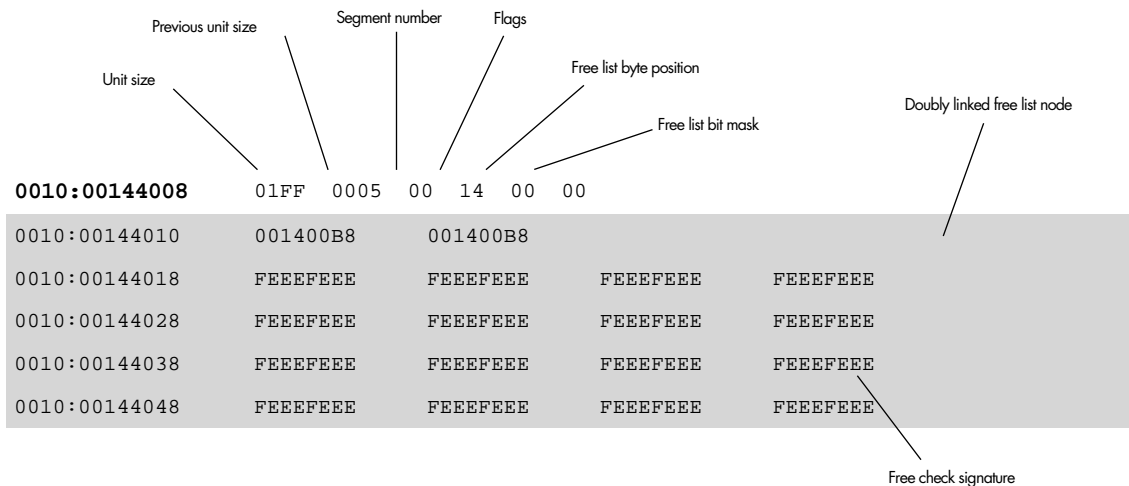 Previous unit size
Segment number
Flags
Unit size
Free list byte position
Free list bit mask
Doubly linked free list node
0010:00144008 01FF 0005 00 14 00 00
0010:00144010 001400B8 001400B8
0010:00144018 FEEEFEEE FEEEFEEE FEEEFEEE FEEEFEEE
0010:00144028 FEEEFEEE FEEEFEEE FEEEFEEE FEEEFEEE
0010:00144038 FEEEFEEE FEEEFEEE FEEEFEEE FEEEFEEE
0010:00144048 FEEEFEEE FEEEFEEE FEEEFEEE FEEEFEEE
Free check signature